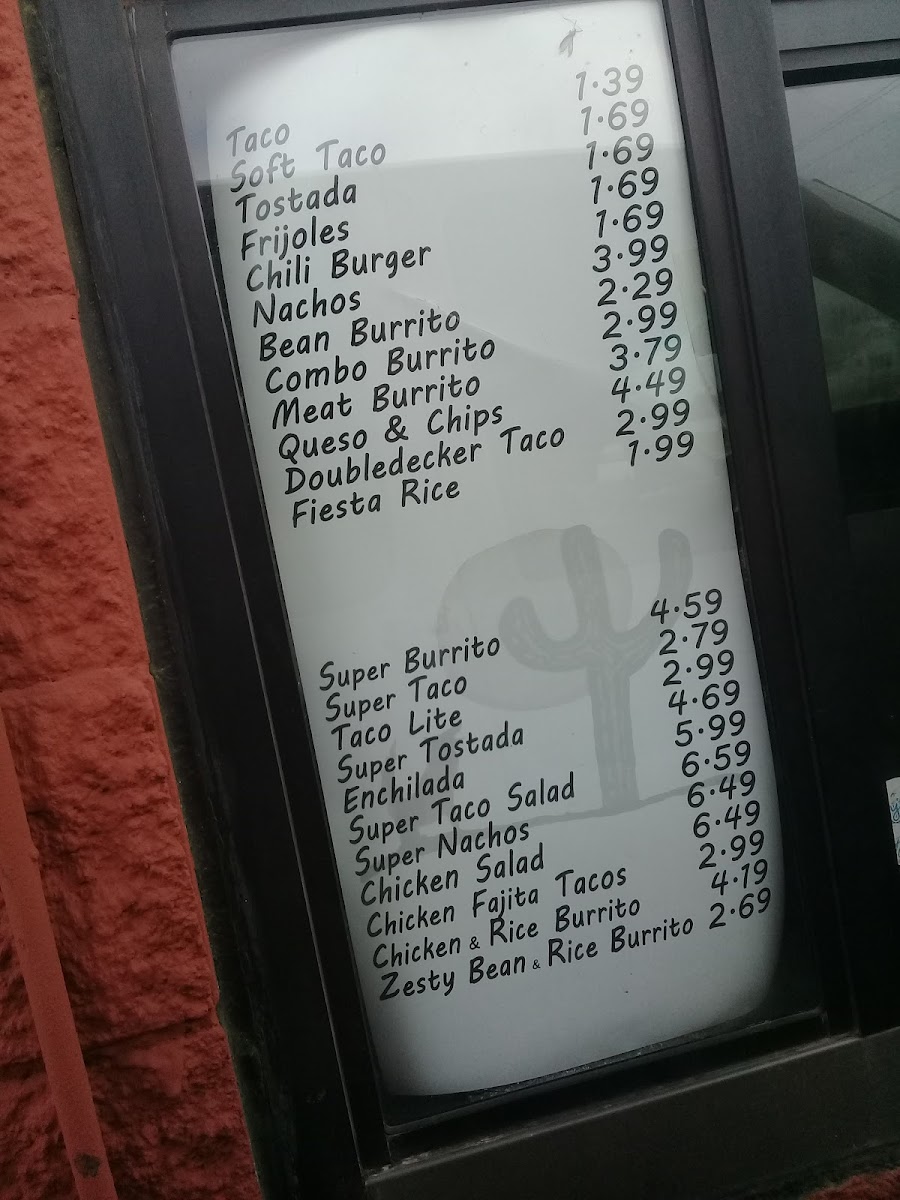 Taco 1.39
Soft Taco 1.69
Tostada 1.69
Frijoles 1.69
Chili Burger 1.69
Nachos 3.99
Bean Burrito 2.29
Combo Burrito 2.99
Meat Burrito 3.79
Queso & Chips 4.49
Doubledecker Taco 2.99
Fiesta Rice 1.99
Super Burrito 4.59
Super Taco 2.79
Taco Lite 2.99
Super Tostada 4.69
Enchilada 5.99
Super Taco Salad 6.59
Super Nachos 6.49
Chicken Salad 6.49
Chicken Fajita Tacos 2.99
Chicken & Rice Burrito 4.19
Zesty Bean & Rice Burrito 2.69